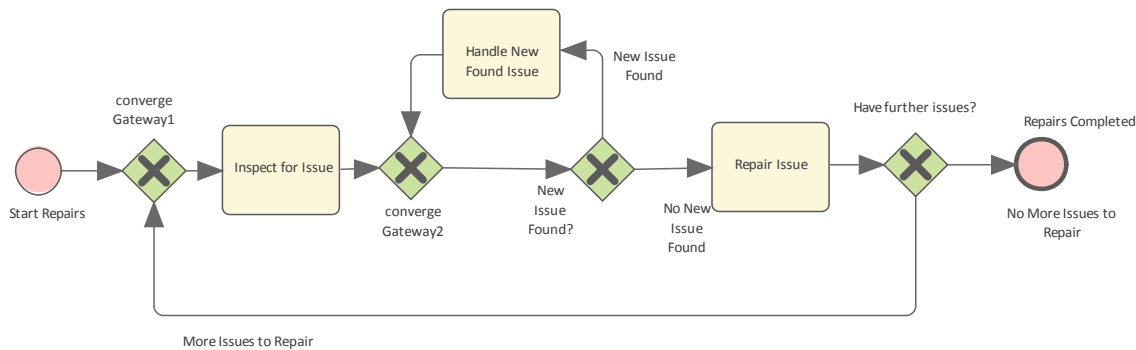 Handle New
Found Issue
New Issue
Found
converge
Gateway1
Have further issues?
Repairs Completed
Start Repairs
Inspect for Issue
converge
Gateway2
New
Issue
Found?
No New
Issue
Found
Repair Issue
No More Issues to
Repair
More Issues to Repair